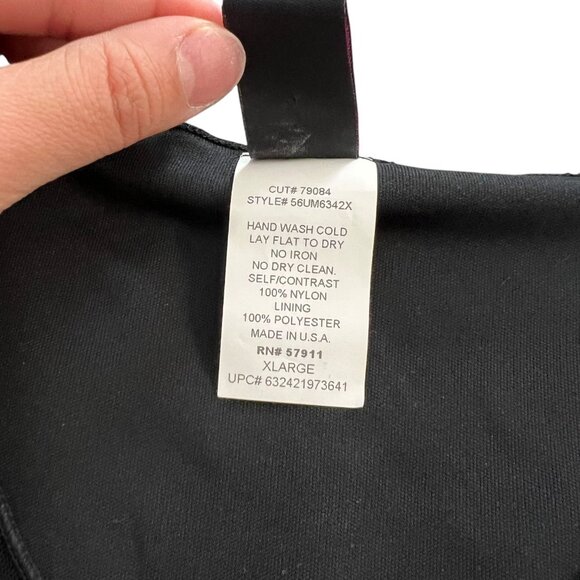 CUT# 79084
STYLE# 56UM6342X
HAND WASH COLD
LAY FLAT TO DRY
NO IRON
NO DRY CLEAN.
SELF/CONTRAST
100% NYLON
LINING
100% POLYESTER
MADE IN U.S.A.
RN# 57911
XLARGE
UPC# 632421973641